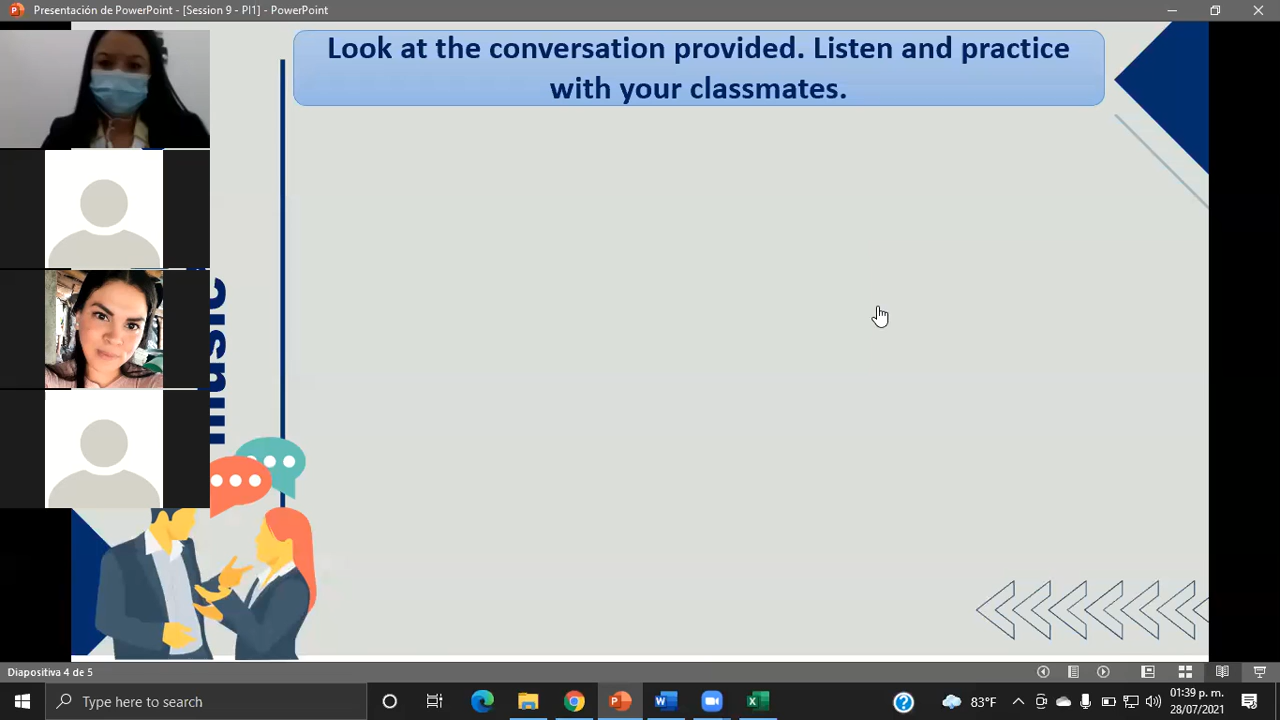 Presentación de PowerPoint - [Session 9 - PI1] - PowerPoint
Look at the conversation provided. Listen and practice
with your classmates.
music
Diapositiva 4 de 5
Type here to search
83°F
01:39 p. m.
28/07/2021